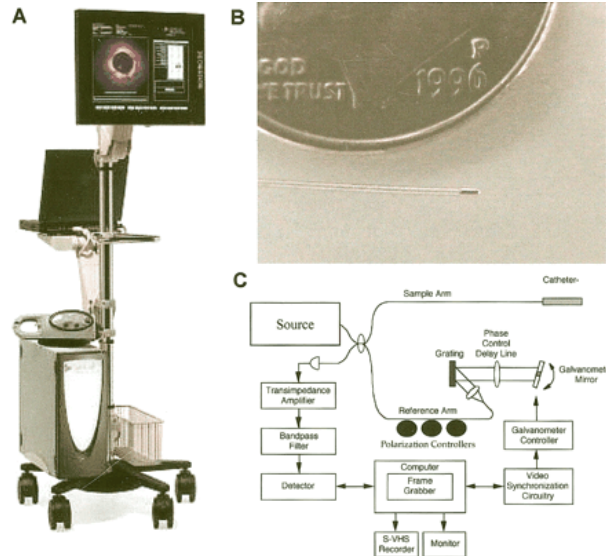 A
B
GOD
WE TRUST
P
1996
C
Catheter-
Sample Arm
Source
Phase
Control
Delay Line
Grating
Galvanomet
Mirror
Transimpedance
Amplifier
Reference Arm
Polarization Controllers
Galvanometer
Controller
Bandpass
Filter
Computer
Frame
Grabber
Detector
Video
Synchronization
Circuitry
S-VHS
Recorder
Monitor